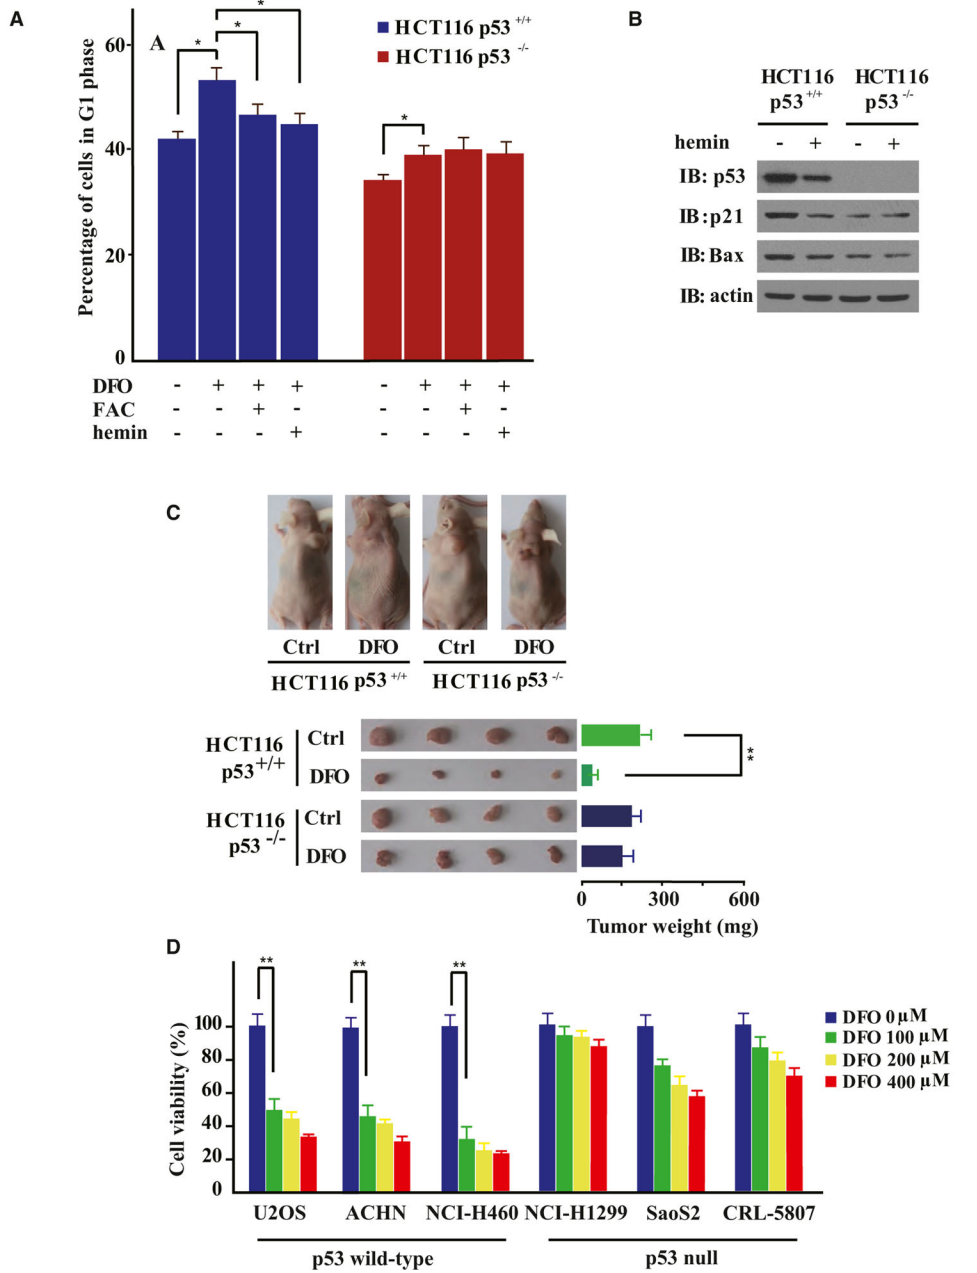 A
A
HCT116 p53 +/+
HCT116 p53 -/-
*
*
*
*
Percentage of cells in G1 phase
60
40
20
0
DFO - + + + - + + +
FAC - - + - - - + -
hemin - - - + - - - +
B
HCT116 HCT116
p53 +/+ p53 -/-
hemin - + - +
IB: p53
IB: p21
IB: Bax
IB: actin
C
Ctrl DFO Ctrl DFO
HCT116 p53 +/+ HCT116 p53 -/-
HCT116 p53 +/+
Ctrl
DFO
**
HCT116 p53 -/-
Ctrl
DFO
0 300 600
Tumor weight (mg)
D
** ** **
Cell viability (%)
100
80
60
40
20
0
DFO 0 µM
DFO 100 µM
DFO 200 µM
DFO 400 µM
U2OS ACHN NCI-H460 NCI-H1299 SaoS2 CRL-5807
p53 wild-type p53 null